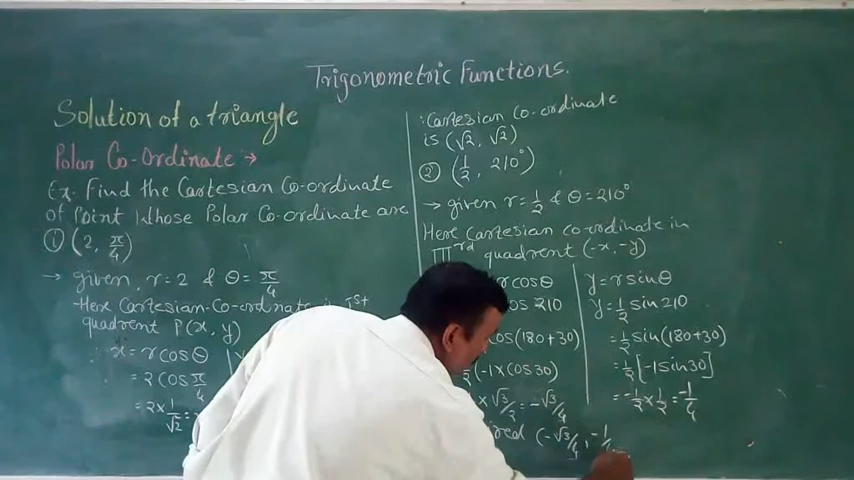 Trigonometric Functions.
Solution of a triangle
Polar Co-Ordinate →
Ex. Find the Cartesian Co-ordinate
of Point Whose Polar Co-ordinate are
① (2, π/4)
→ given, r = 2 & θ = π/4
Here Cartesian-Co-ordinate is Ist
quadrent P(x, y)
∴ x = r cos θ
= 2 cos π/4
= 2 × 1/√2 =
∴ Cartesian Co-ordinate
is (√2, √2)
② (1/2, 210°)
→ given r = 1/2 & θ = 210°
Here Cartesian co-ordinate in
IIIrd quadrent (-x, -y)
r cos θ
cos 210
cos(180+30)
(-1 × cos 30)
× √3/2 = -√3/4
y = r sin θ
y = 1/2 sin 210
= 1/2 sin(180+30)
= 1/2 [-1 sin 30]
= -1/2 × 1/2 = -1/4
(-√3/4, -1/